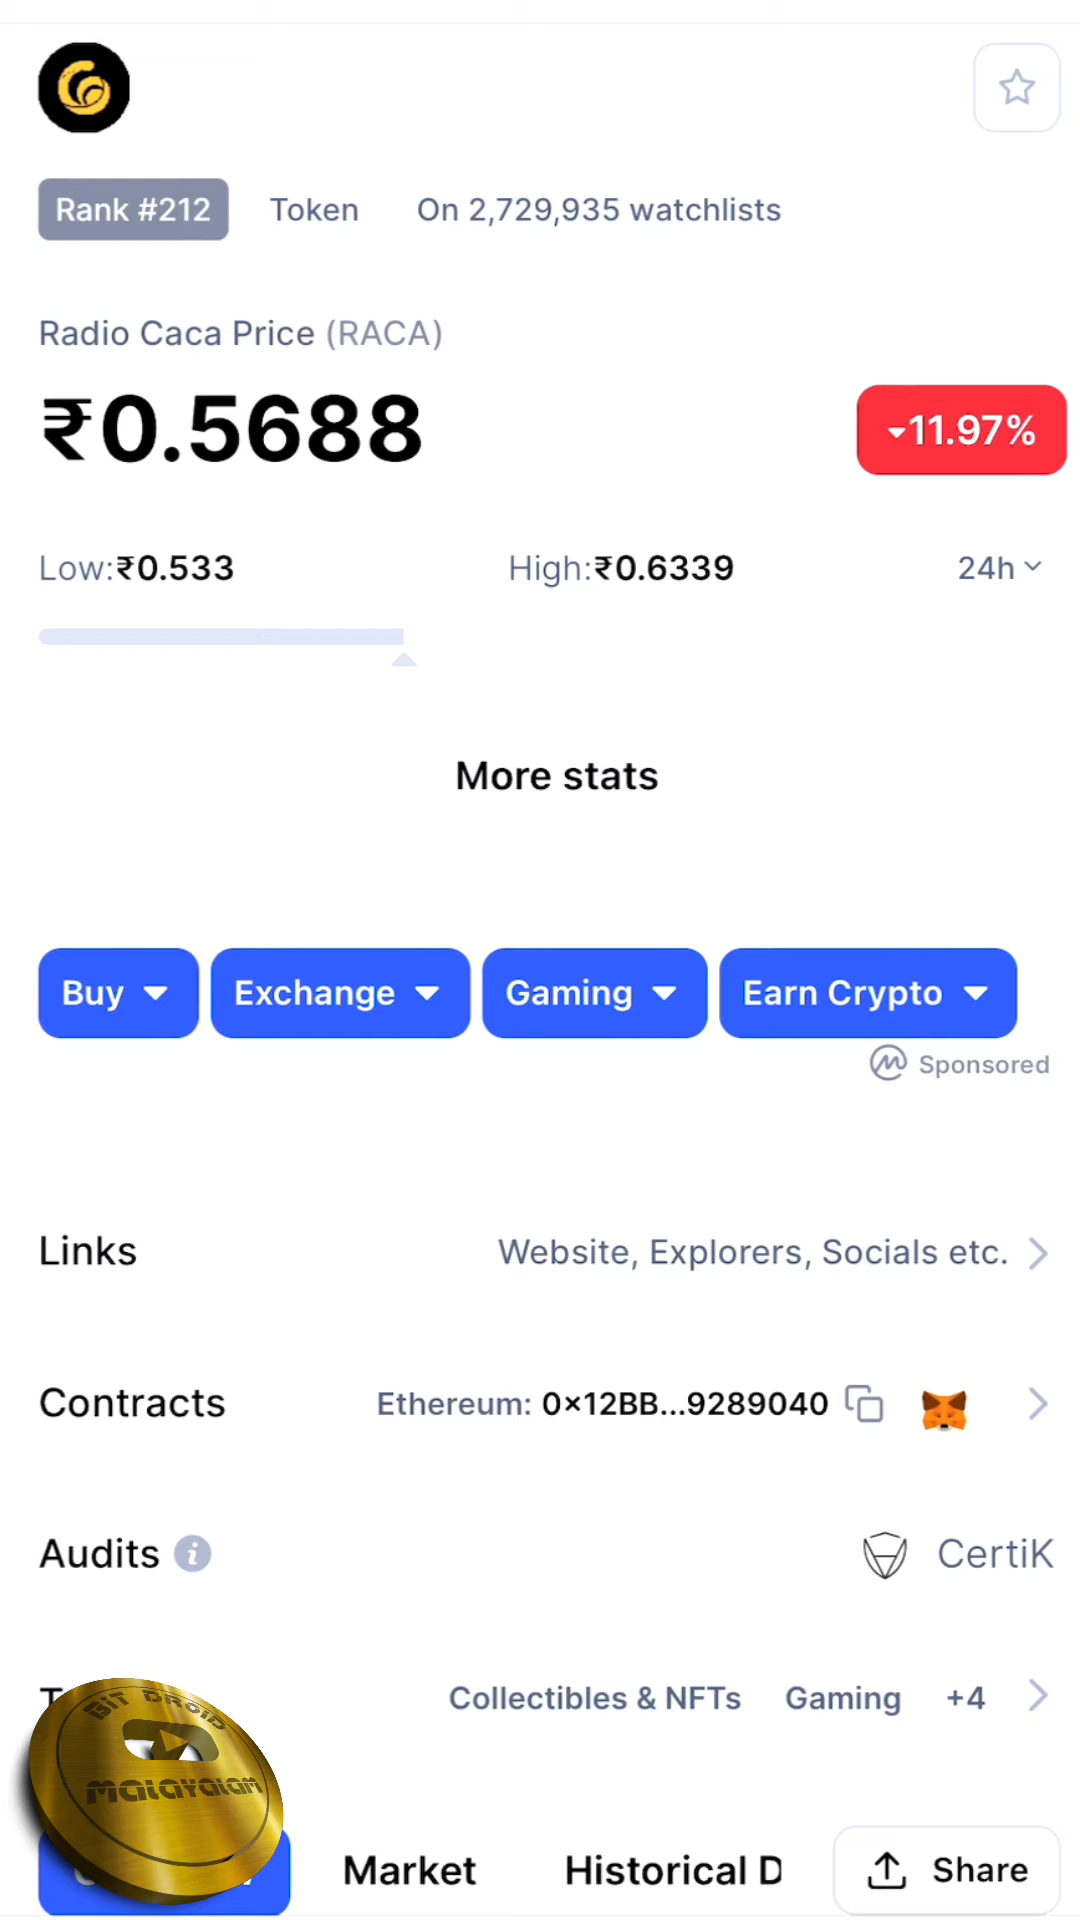 Rank #212 Token On 2,729,935 watchlists
Radio Caca Price (RACA)
₹0.5688
11.97%
Low:₹0.533 High:₹0.6339 24h
More stats
Buy Exchange Gaming Earn Crypto
Sponsored
Links Website, Explorers, Socials etc.
Contracts Ethereum: 0×12BB...9289040
Audits CertiK
Collectibles & NFTs Gaming +4
BIT DROID
MALAYALAM
Market Historical D Share